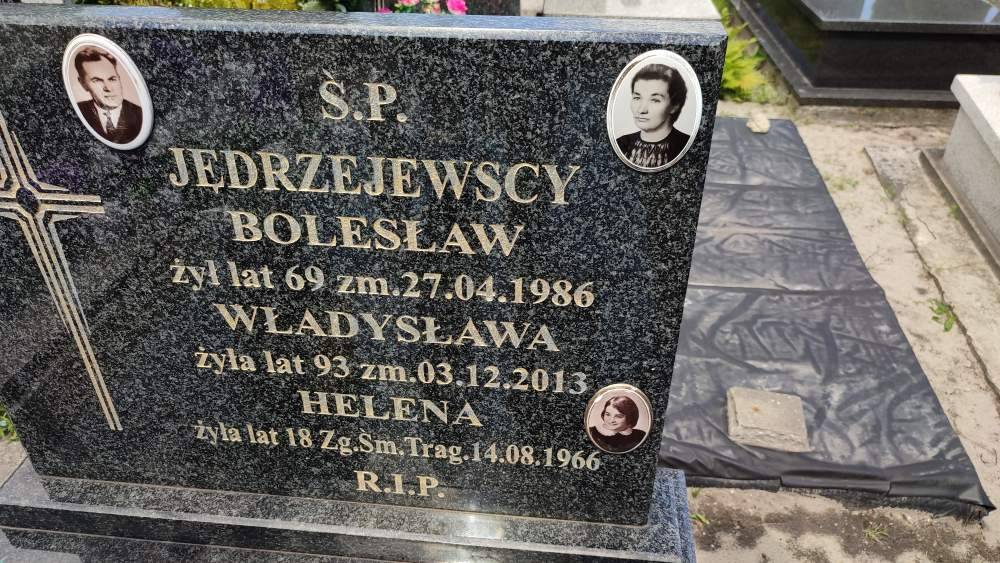 Ś.P.
JĘDRZEJEWSCY
BOLESŁAW
żył lat 69 zm.27.04.1986
WŁADYSŁAWA
żyła lat 93 zm.03.12.2013
HELENA
żyła lat 18 Zg.Sm.Trag.14.08.1966
R.I.P.